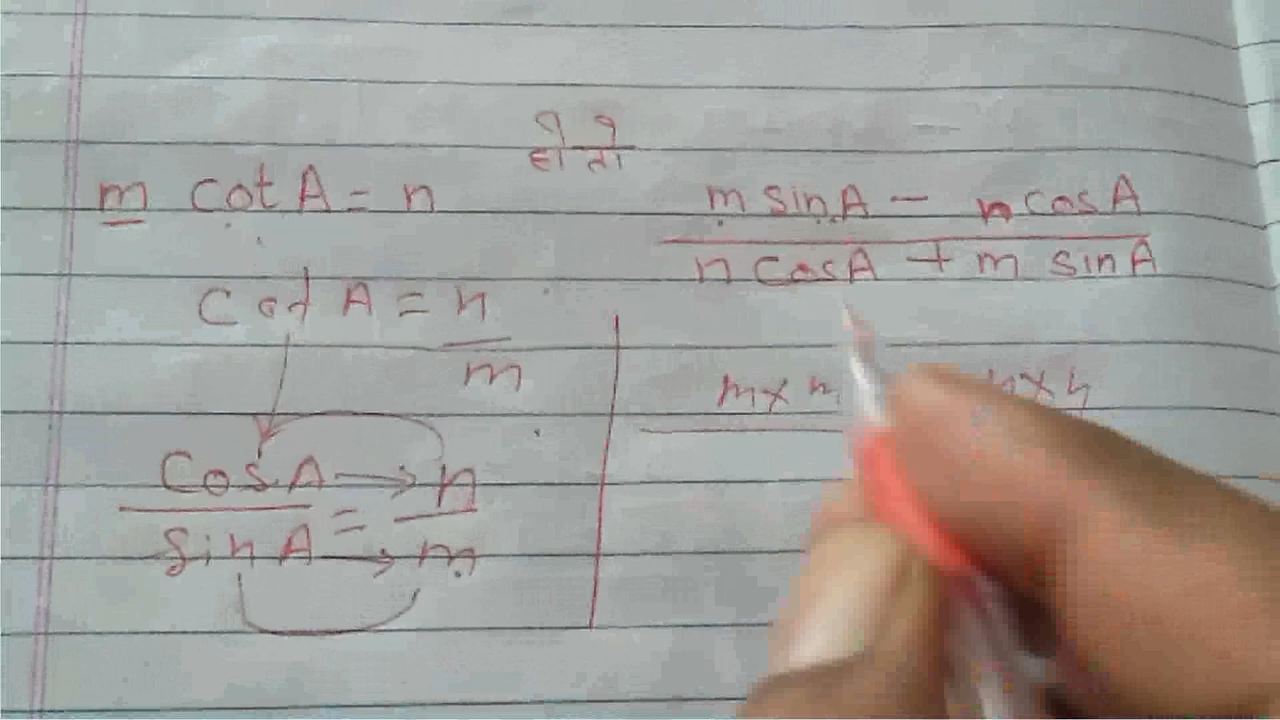 m cot A = n
m sin A - n cos A
n cos A + m sin A
Cot A = n
m
m x m
n x n
Cos A → n
=
Sin A → m